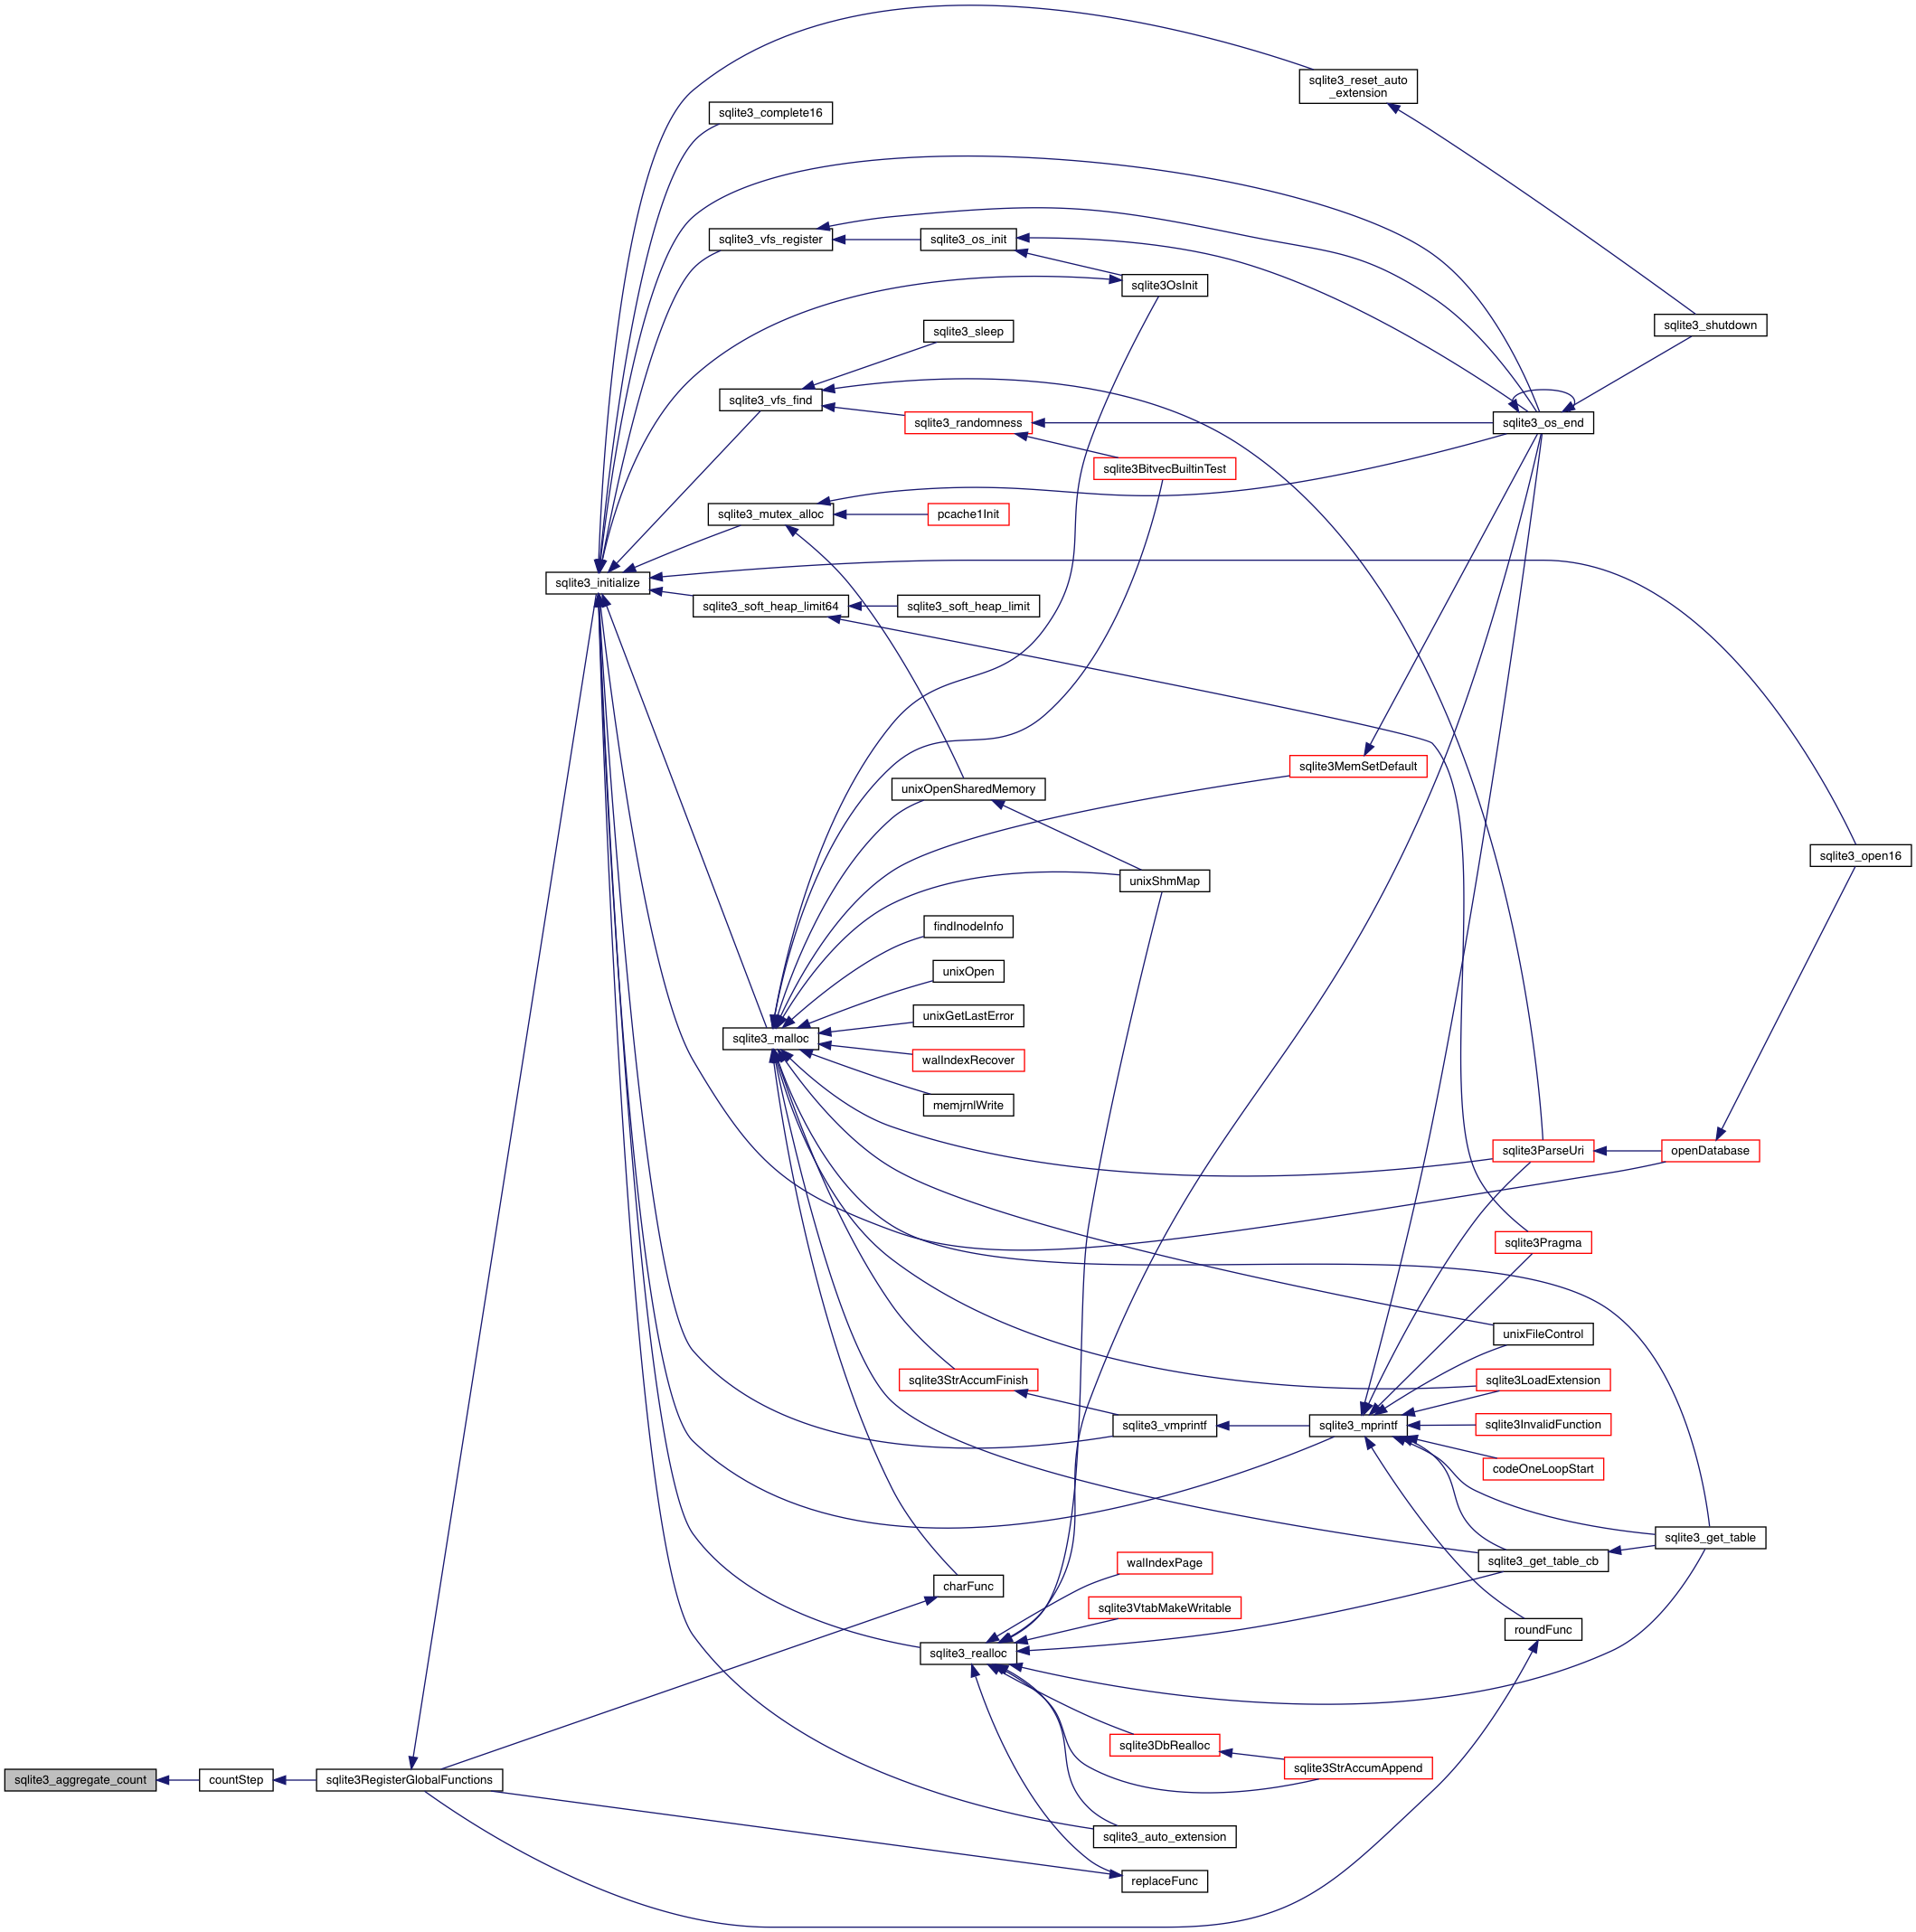 sqlite3_reset_auto
_extension
sqlite3_complete16
sqlite3_vfs_register
sqlite3_os_init
sqlite3OsInit
sqlite3_sleep
sqlite3_shutdown
sqlite3_vfs_find
sqlite3_randomness
sqlite3_os_end
sqlite3BitvecBuiltinTest
sqlite3_mutex_alloc
pcache1Init
sqlite3_initialize
sqlite3_soft_heap_limit64
sqlite3_soft_heap_limit
sqlite3MemSetDefault
unixOpenSharedMemory
sqlite3_open16
unixShmMap
findInodeInfo
unixOpen
unixGetLastError
sqlite3_malloc
walIndexRecover
memjrnlWrite
sqlite3ParseUri
openDatabase
sqlite3Pragma
unixFileControl
sqlite3StrAccumFinish
sqlite3LoadExtension
sqlite3_vmprintf
sqlite3_mprintf
sqlite3InvalidFunction
codeOneLoopStart
sqlite3_get_table
walIndexPage
sqlite3_get_table_cb
charFunc
sqlite3VtabMakeWritable
roundFunc
sqlite3_realloc
sqlite3DbRealloc
sqlite3StrAccumAppend
sqlite3_aggregate_count
countStep
sqlite3RegisterGlobalFunctions
sqlite3_auto_extension
replaceFunc